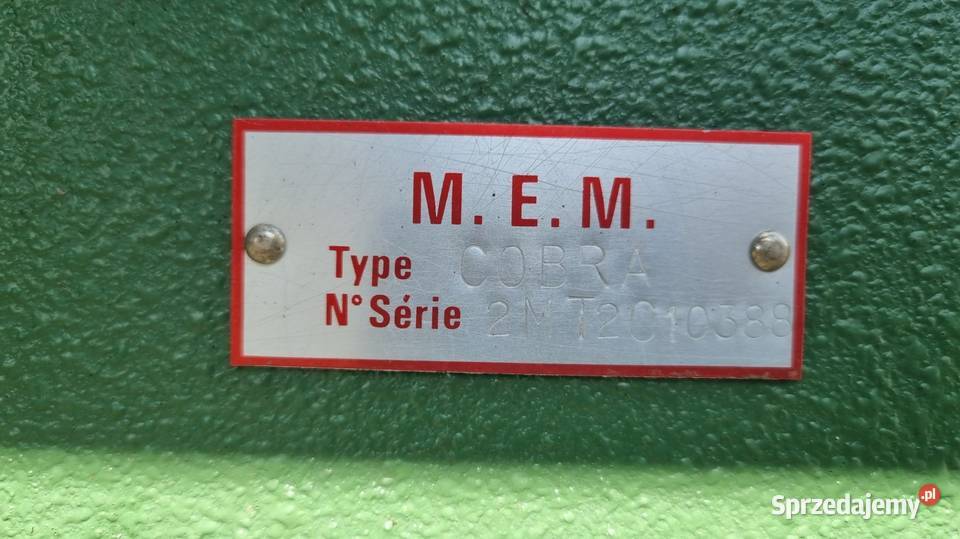 M. E. M.
Type COBRA
N° Série 2MT2C10388
Sprzedajemy.pl